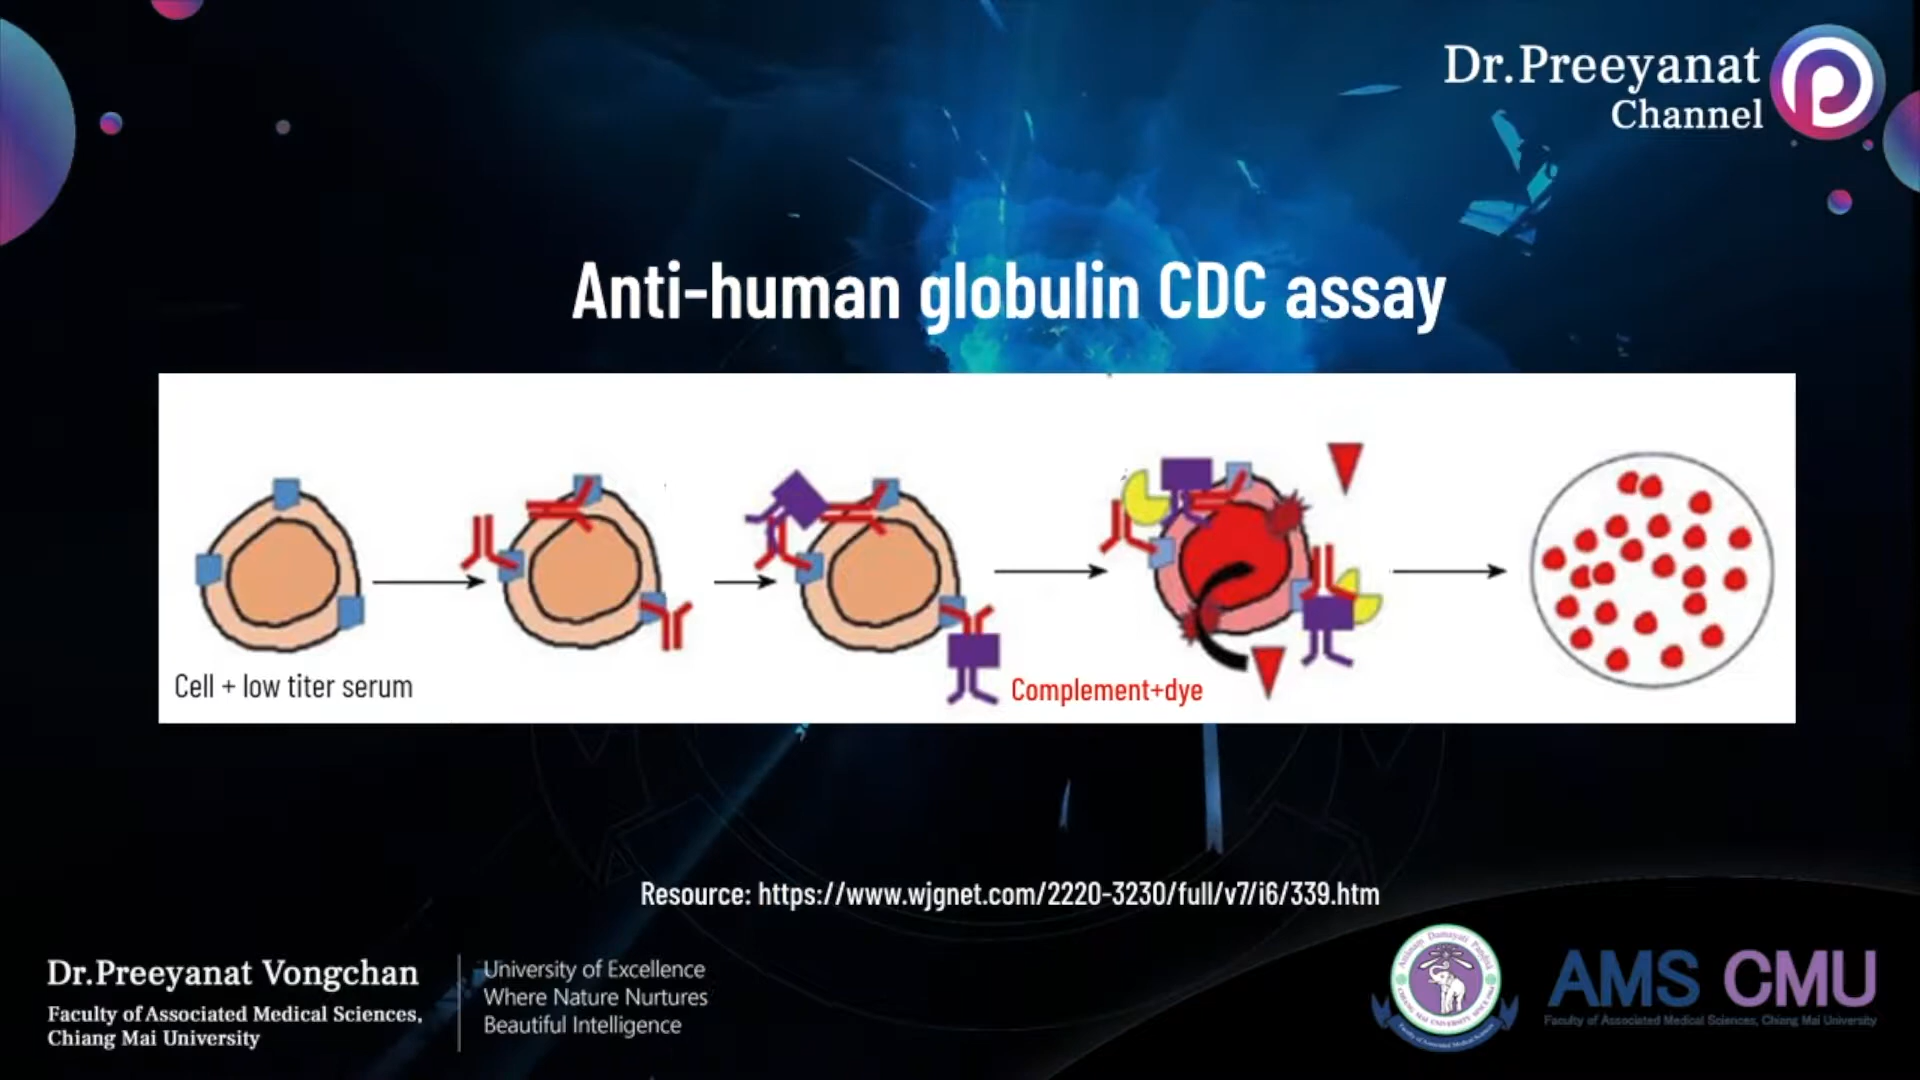 Dr.Preeyanat
Channel
Anti-human globulin CDC assay
Cell + low titer serum
Complement+dye
Resource: https://www.wjgnet.com/2220-3230/full/v7/i6/339.htm
Dr.Preeyanat Vongchan
Faculty of Associated Medical Sciences,
Chiang Mai University
University of Excellence
Where Nature Nurtures
Beautiful Intelligence
AMS CMU
Faculty of Associated Medical Sciences, Chiang Mai University